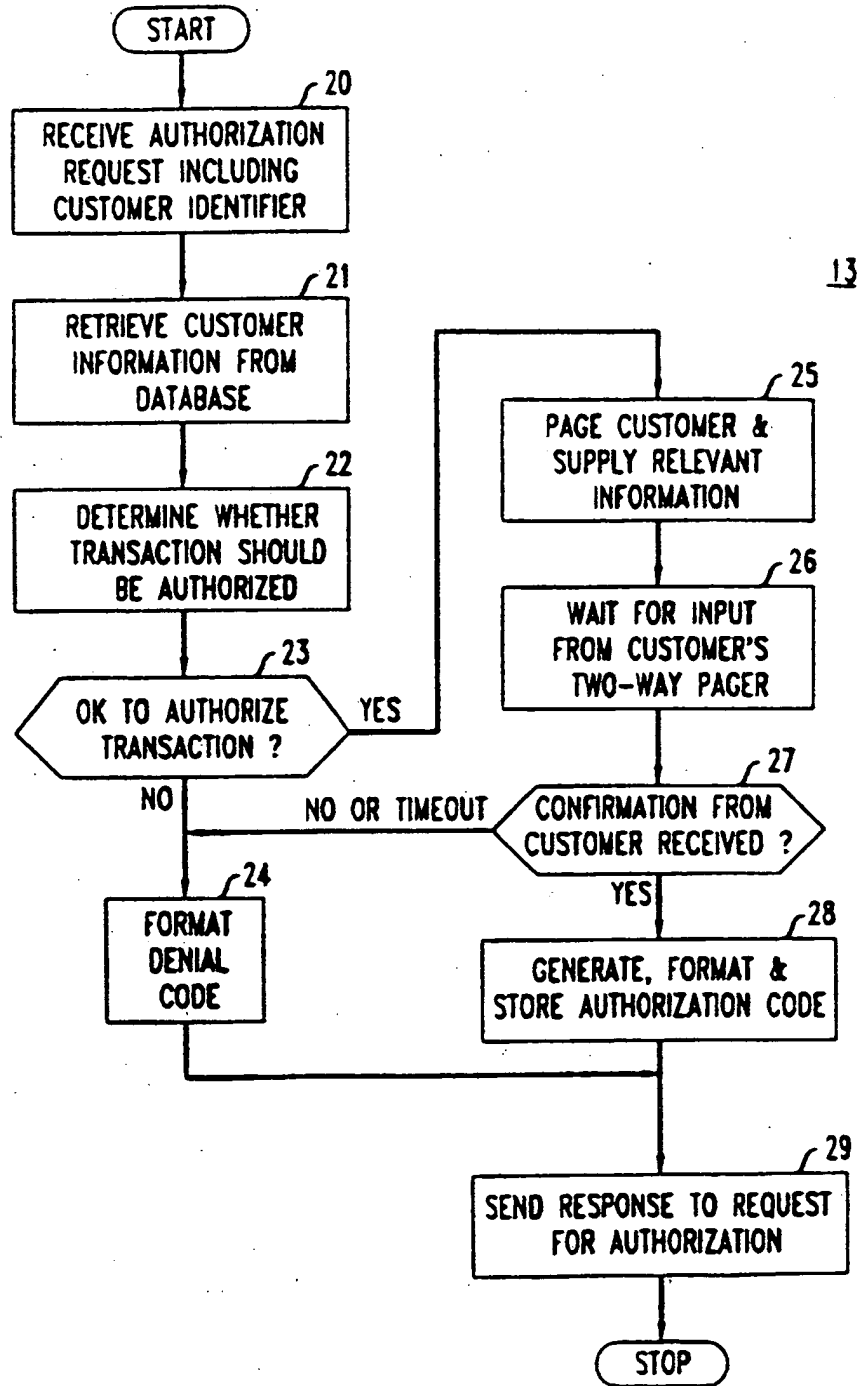 START
20
RECEIVE AUTHORIZATION
REQUEST INCLUDING
CUSTOMER IDENTIFIER
21
RETRIEVE CUSTOMER
INFORMATION FROM
DATABASE
22
DETERMINE WHETHER
TRANSACTION SHOULD
BE AUTHORIZED
23
OK TO AUTHORIZE
TRANSACTION ?
YES
NO
24
FORMAT
DENIAL
CODE
13
25
PAGE CUSTOMER &
SUPPLY RELEVANT
INFORMATION
26
WAIT FOR INPUT
FROM CUSTOMER'S
TWO-WAY PAGER
27
CONFIRMATION FROM
CUSTOMER RECEIVED ?
NO OR TIMEOUT
YES
28
GENERATE, FORMAT &
STORE AUTHORIZATION CODE
29
SEND RESPONSE TO REQUEST
FOR AUTHORIZATION
STOP